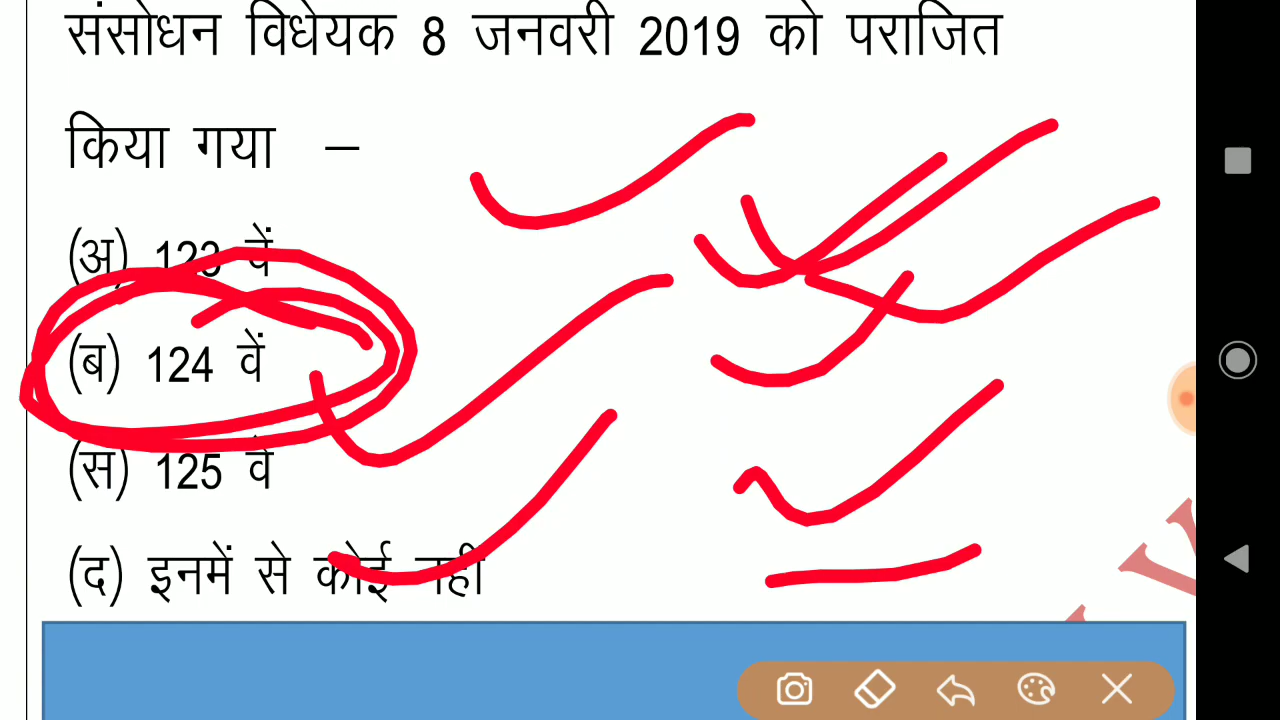 संसोधन विधेयक 8 जनवरी 2019 को पराजित
किया गया –
(अ) 123 वें
(ब) 124 वें
(स) 125 वें
(द) इनमें से कोई नही